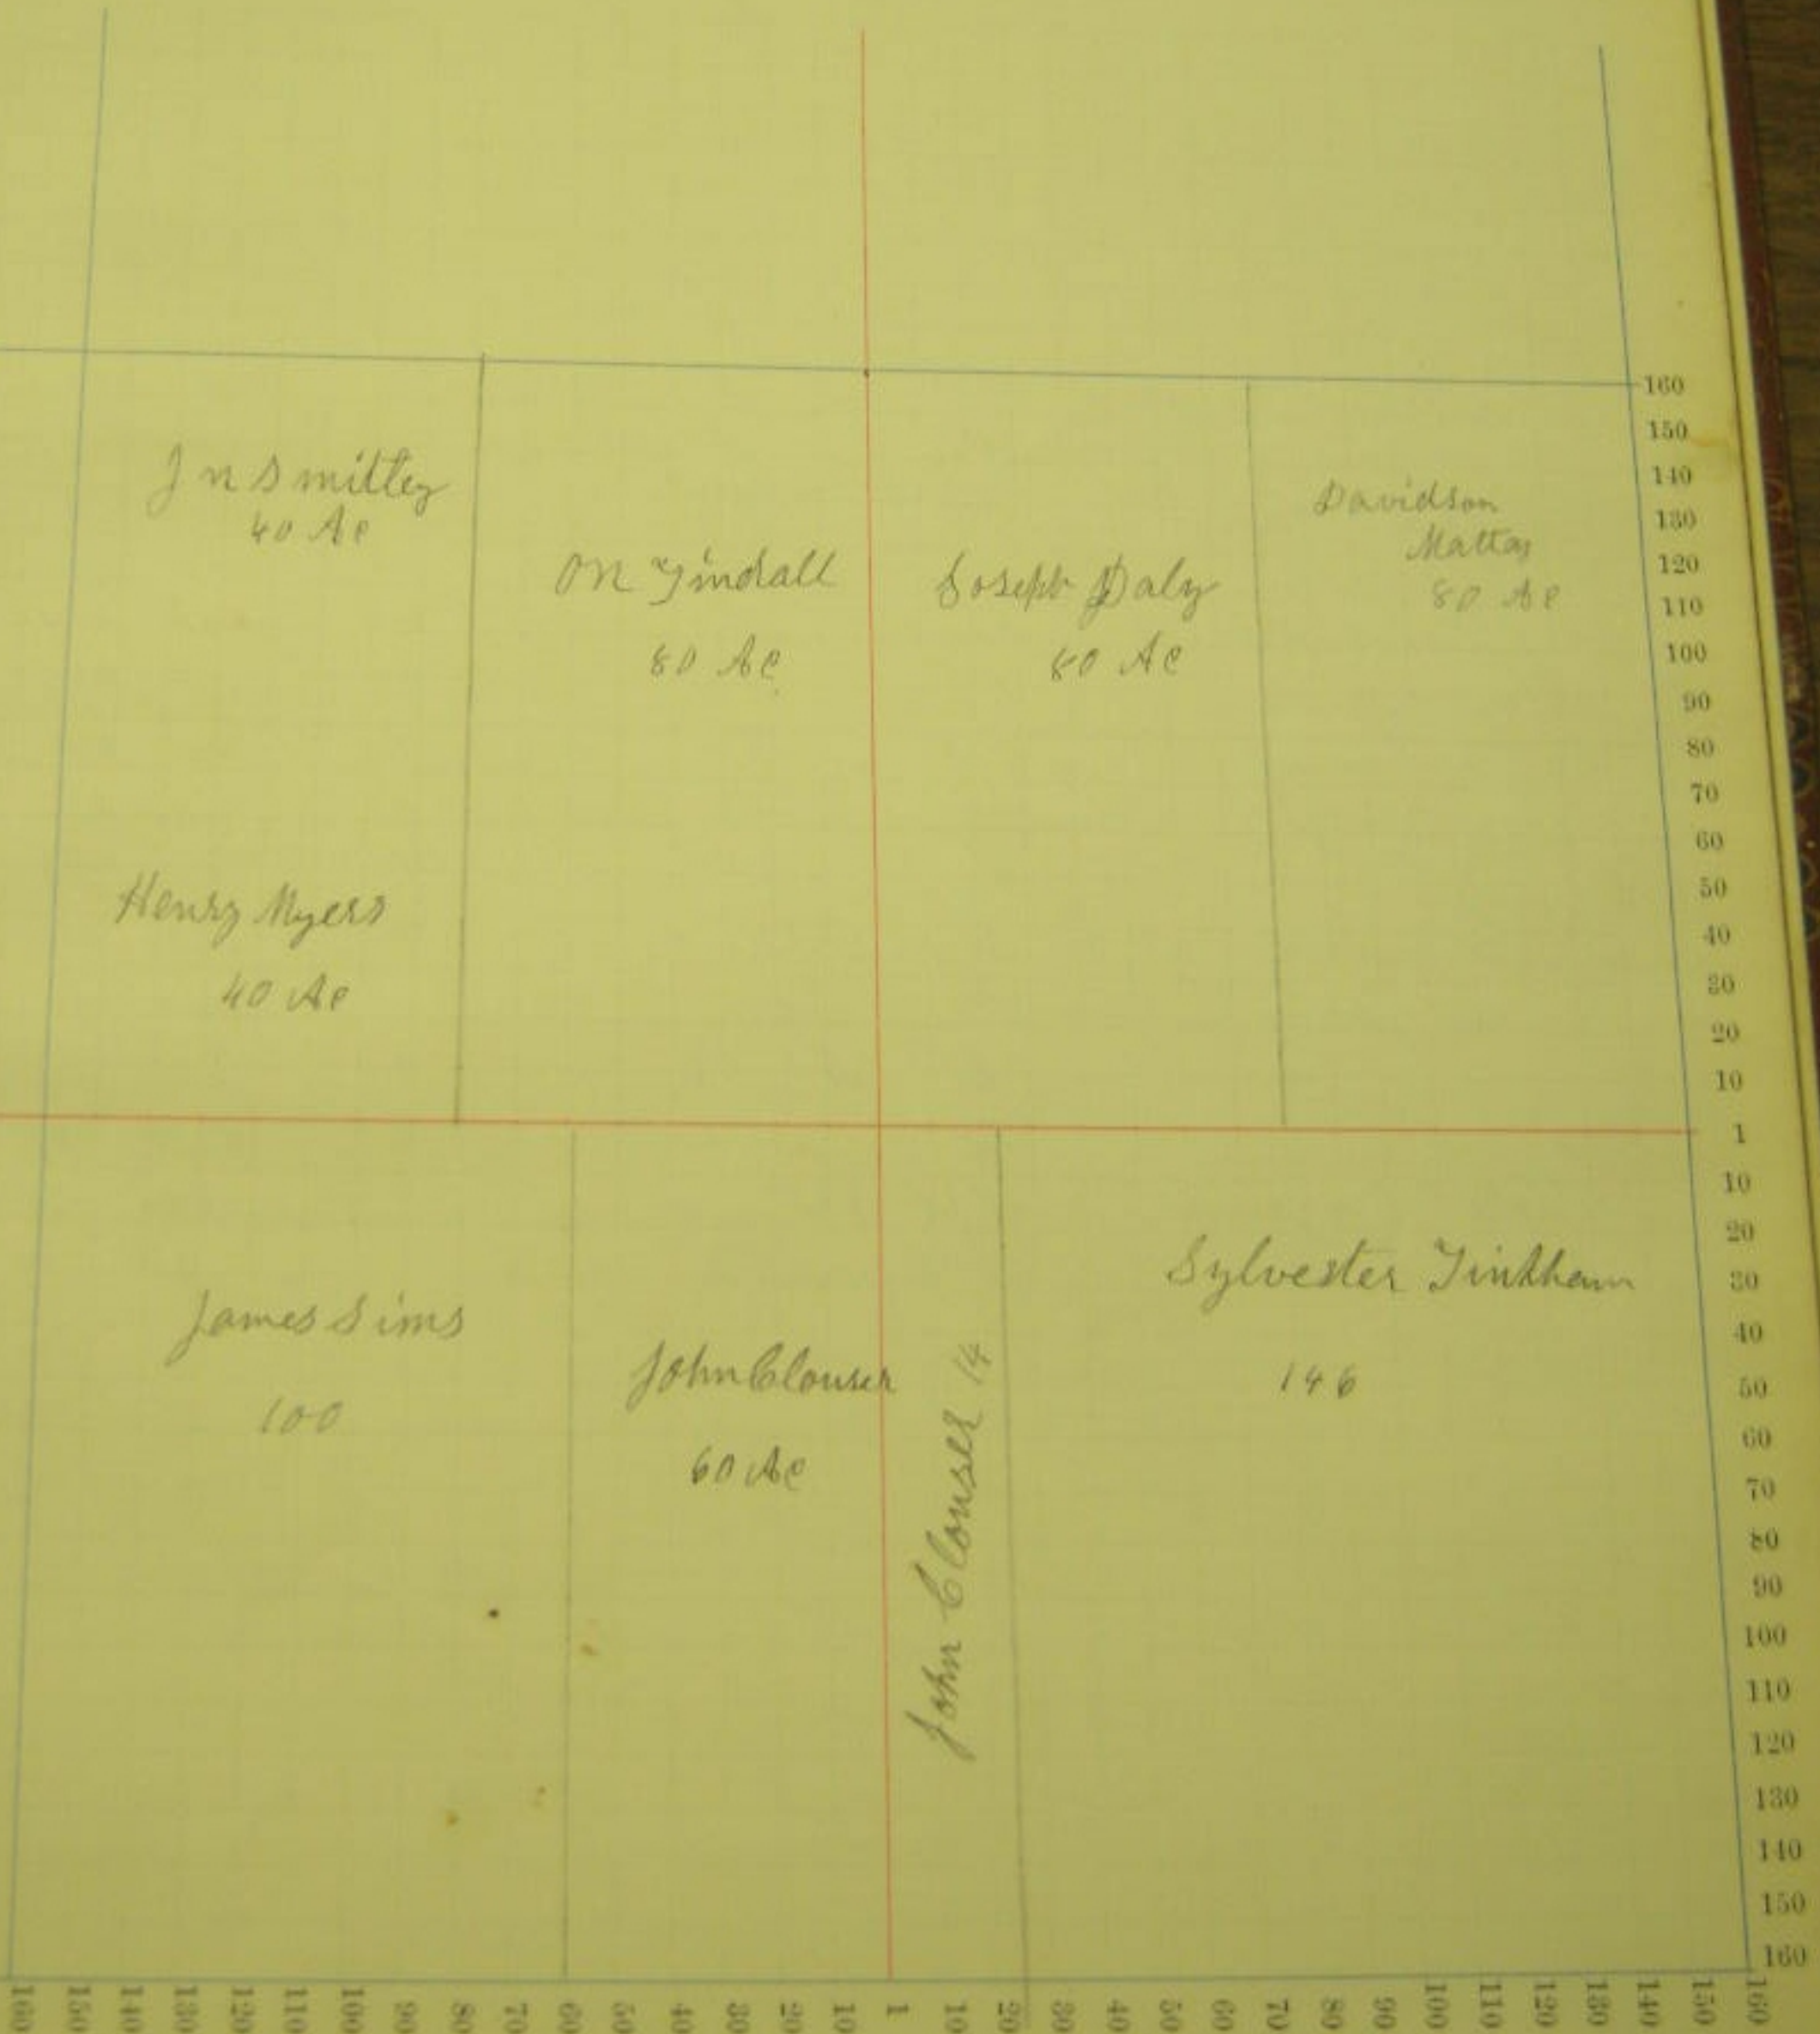 J n Smittey
40 Ac
O N Tindall
80 Ac
Joseph Daly
80 Ac
Davidson
Mattas
80 Ac
Henry Myers
40 Ac
James Sims
100
John Clouser
60 Ac
John Clouser 14
Sylvester Tinkham
146
160
150
140
130
120
110
100
90
80
70
60
50
40
30
20
10
1
10
20
30
40
50
60
70
80
90
100
110
120
130
140
150
160
160 150 140 130 120 110 100 90 80 70 60 50 40 30 20 10 1 10 20 30 40 50 60 70 80 90 100 110 120 130 140 150 160